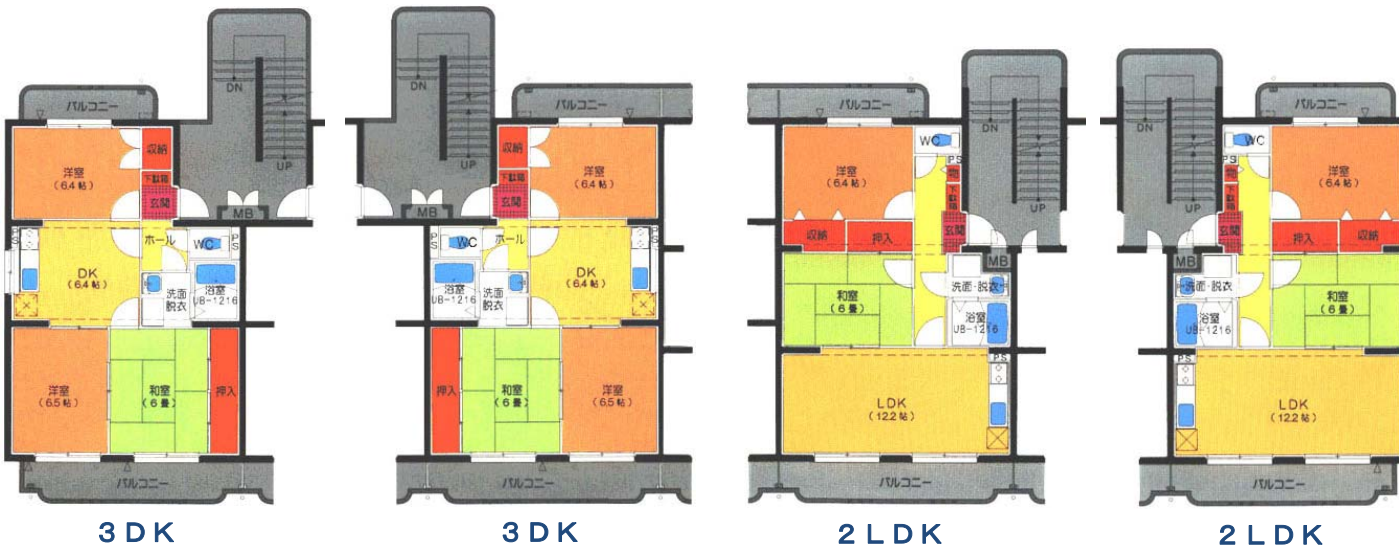 バルコニー
DN
UP
洋室
(6.4帖)
収納
下駄箱
玄関
MB
PS
ホール
WC
DK
(6.4帖)
洗面
脱衣
浴室
UB-1216
洋室
(6.5帖)
和室
(6畳)
押入
バルコニー
3DK
バルコニー
DN
UP
収納
洋室
(6.4帖)
下駄箱
玄関
MB
PS
WC
ホール
DK
(6.4帖)
PS
浴室
UB-1216
洗面
脱衣
押入
和室
(6畳)
洋室
(6.5帖)
バルコニー
3DK
バルコニー
DN
UP
洋室
(6.4帖)
WC
PS
物
下駄箱
玄関
収納
押入
MB
和室
(6畳)
洗面・脱衣
浴室
UB-1216
PS
LDK
(12.2帖)
バルコニー
2LDK
バルコニー
DN
UP
WC
PS
物
下駄箱
玄関
洋室
(6.4帖)
押入
収納
MB
洗面・脱衣
和室
(6畳)
浴室
UB-1216
PS
LDK
(12.2帖)
バルコニー
2LDK